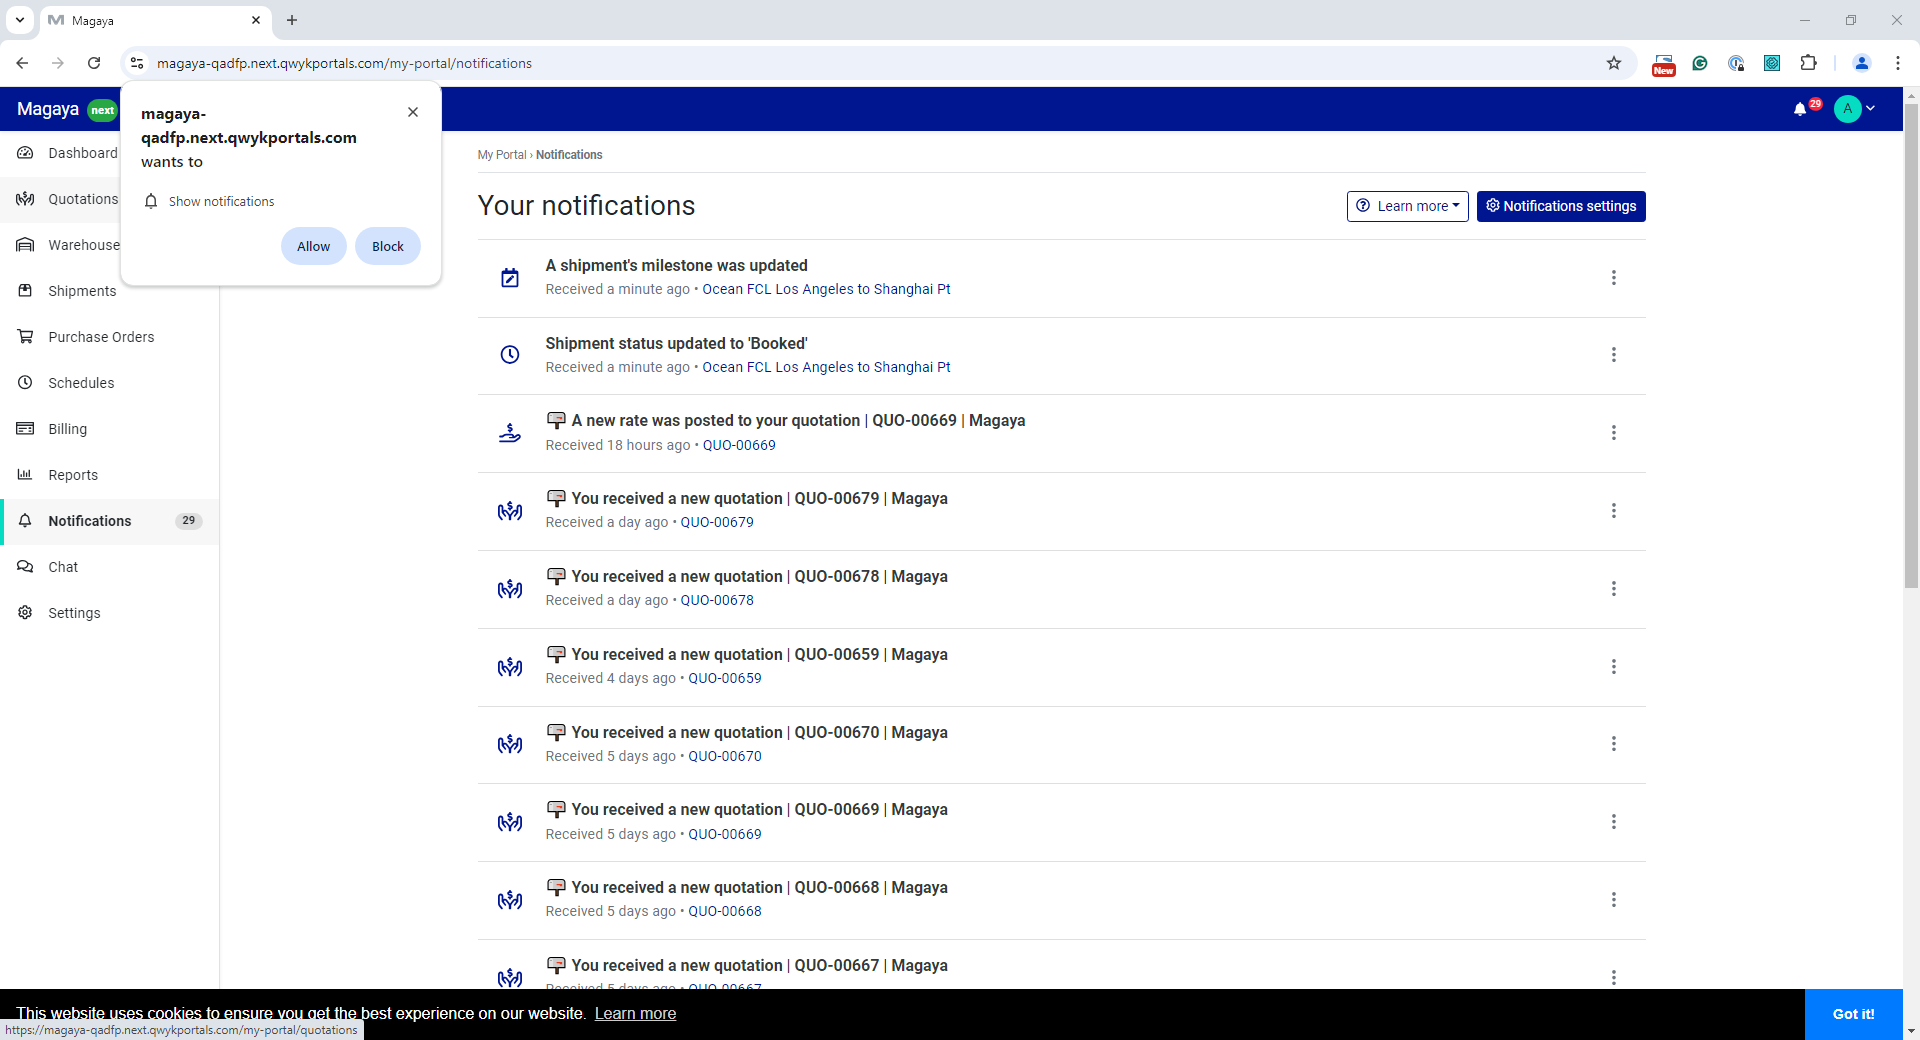 Magaya
magaya-qadfp.next.qwykportals.com/my-portal/notifications
New
Magaya next
29
A
magaya-
qadfp.next.qwykportals.com
wants to
Show notifications
Allow
Block
Dashboard
Quotations
Warehouse
Shipments
Purchase Orders
Schedules
Billing
Reports
Notifications 29
Chat
Settings
My Portal › Notifications
Your notifications
Learn more
Notifications settings
A shipment's milestone was updated
Received a minute ago • Ocean FCL Los Angeles to Shanghai Pt
Shipment status updated to 'Booked'
Received a minute ago • Ocean FCL Los Angeles to Shanghai Pt
A new rate was posted to your quotation | QUO-00669 | Magaya
Received 18 hours ago • QUO-00669
You received a new quotation | QUO-00679 | Magaya
Received a day ago • QUO-00679
You received a new quotation | QUO-00678 | Magaya
Received a day ago • QUO-00678
You received a new quotation | QUO-00659 | Magaya
Received 4 days ago • QUO-00659
You received a new quotation | QUO-00670 | Magaya
Received 5 days ago • QUO-00670
You received a new quotation | QUO-00669 | Magaya
Received 5 days ago • QUO-00669
You received a new quotation | QUO-00668 | Magaya
Received 5 days ago • QUO-00668
You received a new quotation | QUO-00667 | Magaya
Received 5 days ago • QUO-00667
This website uses cookies to ensure you get the best experience on our website. Learn more
Got it!
https://magaya-qadfp.next.qwykportals.com/my-portal/quotations